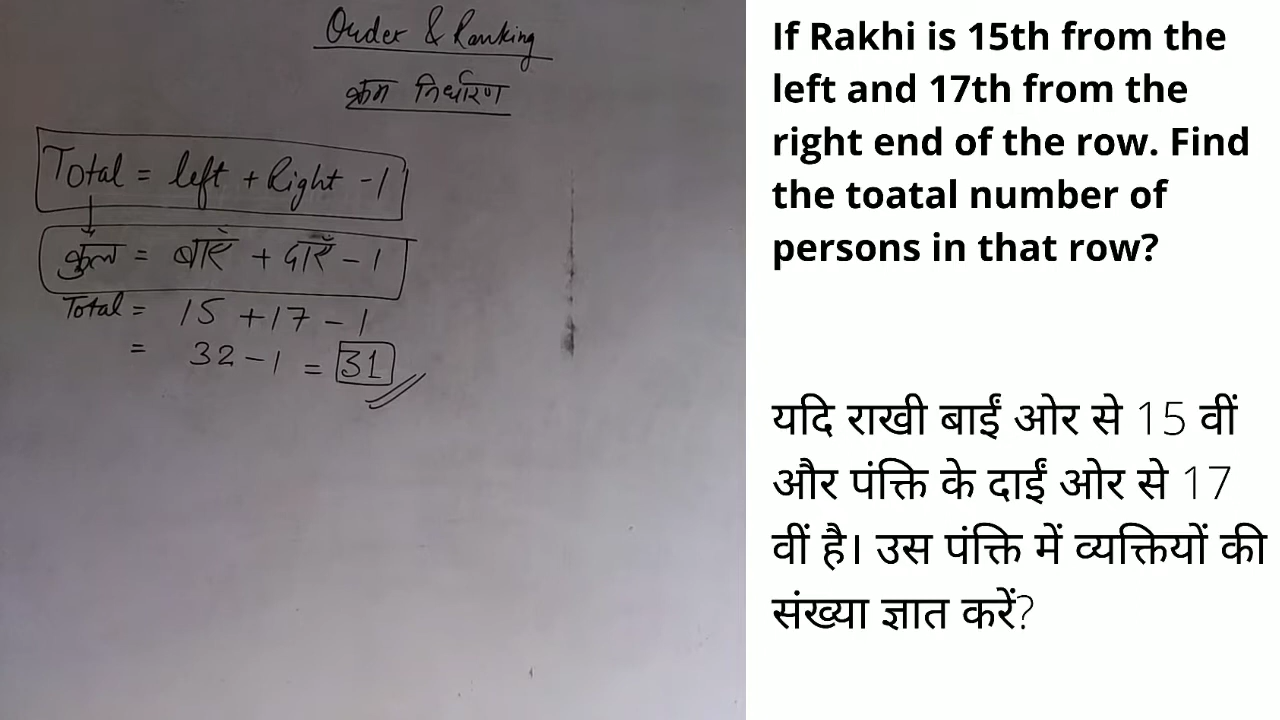 Order & Ranking
क्रम निर्धारण
Total = left + Right - 1
कुल = बाएँ + दाएँ - 1
Total = 15 + 17 - 1
= 32 - 1 = 31
If Rakhi is 15th from the
left and 17th from the
right end of the row. Find
the toatal number of
persons in that row?
यदि राखी बाईं ओर से 15 वीं
और पंक्ति के दाईं ओर से 17
वीं है। उस पंक्ति में व्यक्तियों की
संख्या ज्ञात करें?